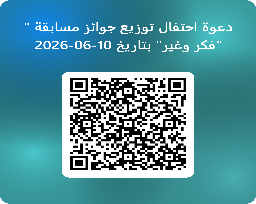 دعوة احتفال توزيع جوائز مسابقة "
فكر وغير" بتاريخ 10-06-2026